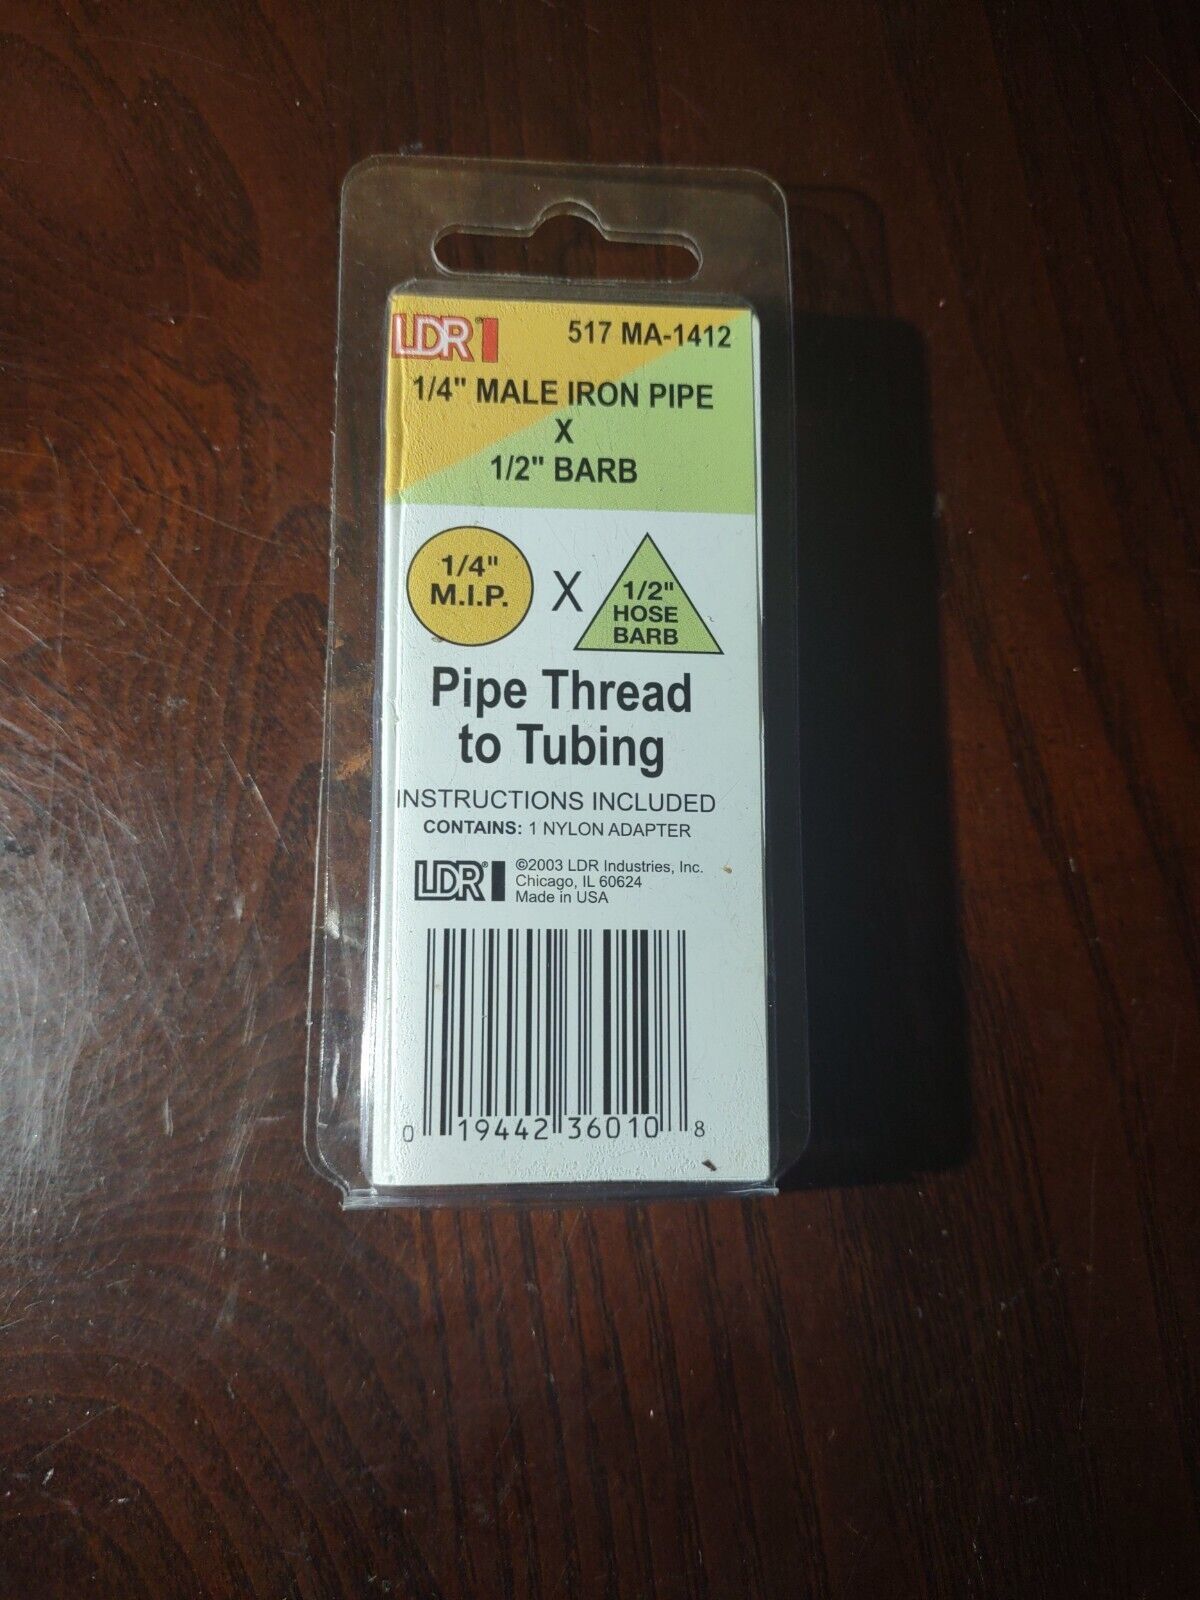 LDR® 517 MA-1412
1/4" MALE IRON PIPE
X
1/2" BARB
1/4"
M.I.P.
X
1/2"
HOSE
BARB
Pipe Thread
to Tubing
INSTRUCTIONS INCLUDED
CONTAINS: 1 NYLON ADAPTER
LDR®
©2003 LDR Industries, Inc.
Chicago, IL 60624
Made in USA
0 19442 36010 8